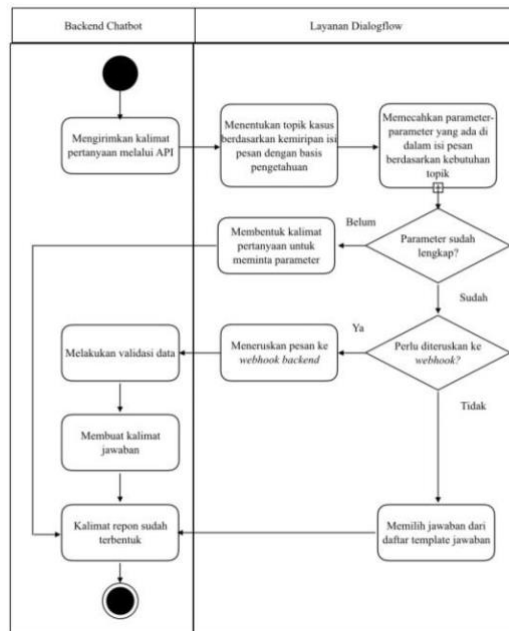 Backend Chatbot
Layanan Dialogflow
Mengirimkan kalimat
pertanyaan melalui API
Menentukan topik kasus
berdasarkan kemiripan isi
pesan dengan basis
pengetahuan
Memecahkan parameter-
parameter yang ada di
dalam isi pesan
berdasarkan kebutuhan
topik
Belum
Membentuk kalimat
pertanyaan untuk
meminta parameter
Parameter sudah
lengkap?
Sudah
Ya
Melakukan validasi data
Meneruskan pesan ke
webhook backend
Perlu diteruskan ke
webhook?
Tidak
Membuat kalimat
jawaban
Kalimat repon sudah
terbentuk
Memilih jawaban dari
daftar template jawaban